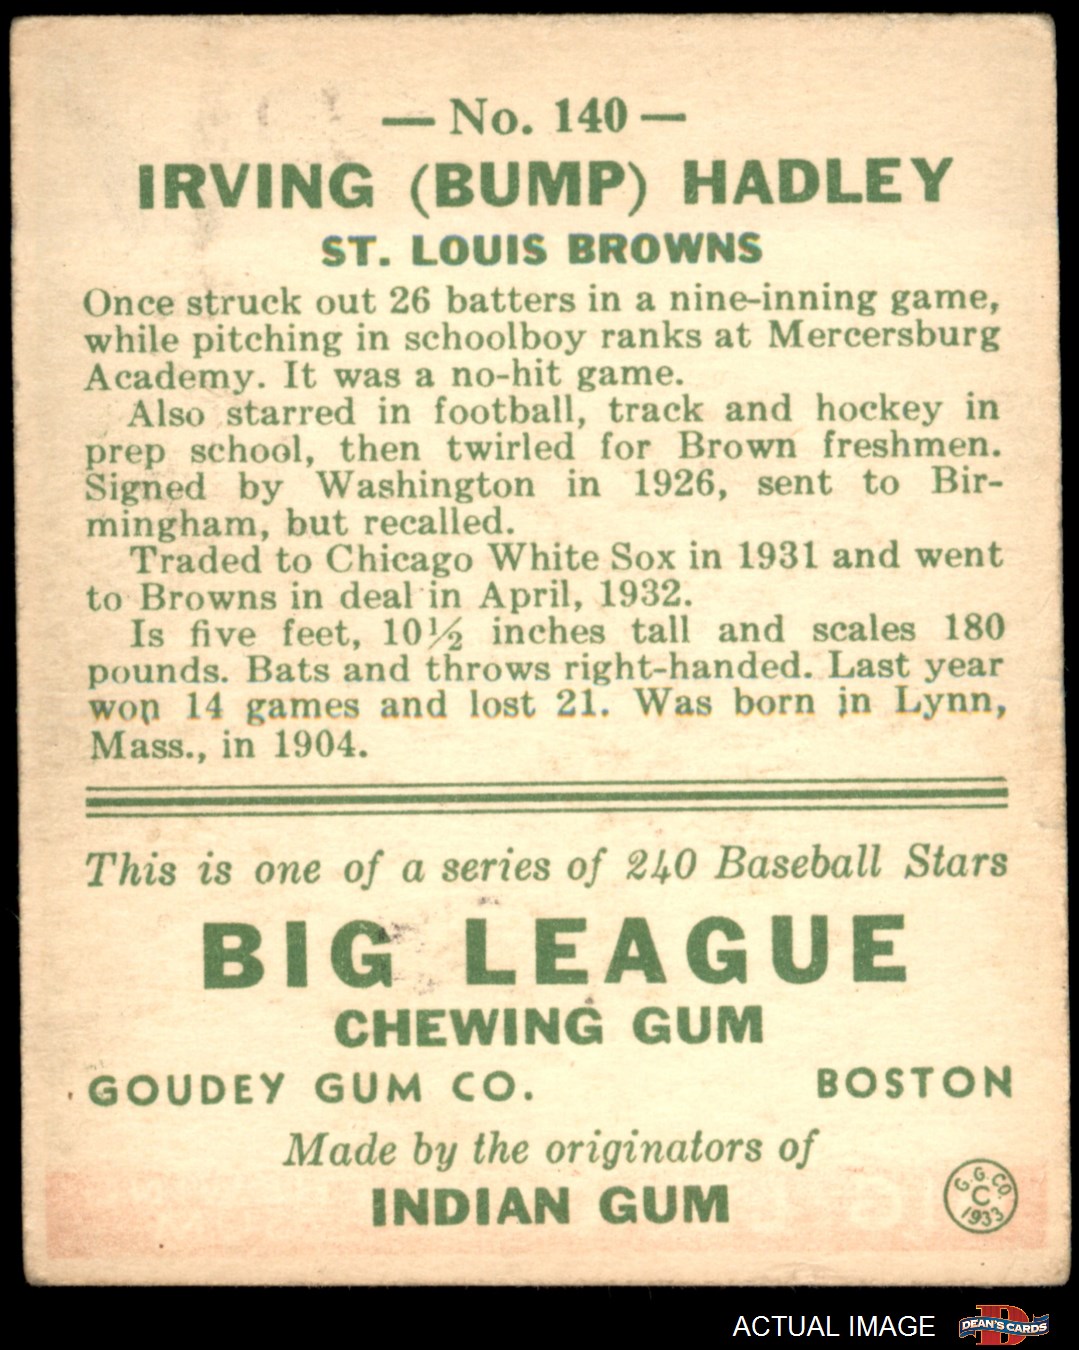 — No. 140 —
IRVING (BUMP) HADLEY
ST. LOUIS BROWNS
Once struck out 26 batters in a nine-inning game,
while pitching in schoolboy ranks at Mercersburg
Academy. It was a no-hit game.
Also starred in football, track and hockey in
prep school, then twirled for Brown freshmen.
Signed by Washington in 1926, sent to Bir-
mingham, but recalled.
Traded to Chicago White Sox in 1931 and went
to Browns in deal in April, 1932.
Is five feet, 10½ inches tall and scales 180
pounds. Bats and throws right-handed. Last year
won 14 games and lost 21. Was born in Lynn,
Mass., in 1904.
This is one of a series of 240 Baseball Stars
BIG LEAGUE
CHEWING GUM
GOUDEY GUM CO. BOSTON
Made by the originators of
INDIAN GUM
G. G. CO.
C
1933
ACTUAL IMAGE
D
DEAN'S CARDS